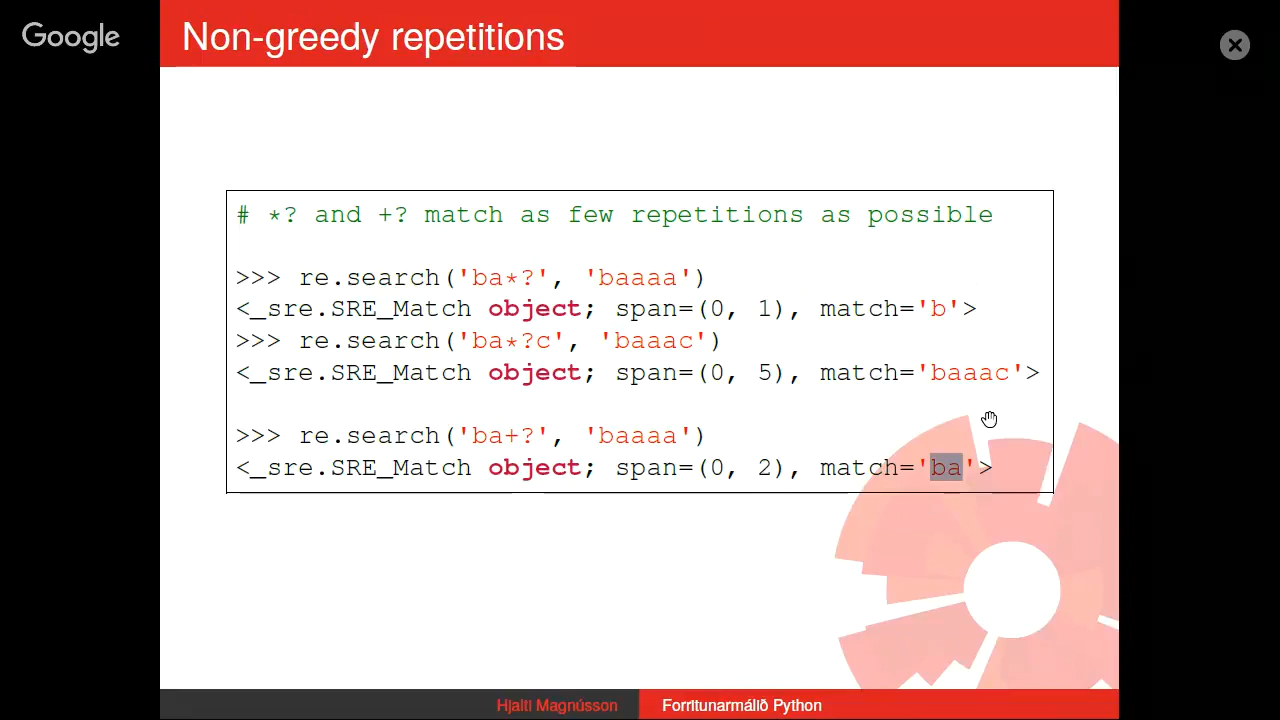 Google
Non-greedy repetitions
# *? and +? match as few repetitions as possible
>>> re.search('ba*?', 'baaaa')
<_sre.SRE_Match object; span=(0, 1), match='b'>
>>> re.search('ba*?c', 'baaac')
<_sre.SRE_Match object; span=(0, 5), match='baaac'>
>>> re.search('ba+?', 'baaaa')
<_sre.SRE_Match object; span=(0, 2), match='ba'>
Hjalti Magnússon
Forritunarmálið Python